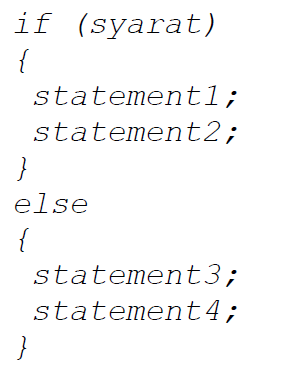 if (syarat)
{
 statement1;
 statement2;
}
else
{
 statement3;
 statement4;
}